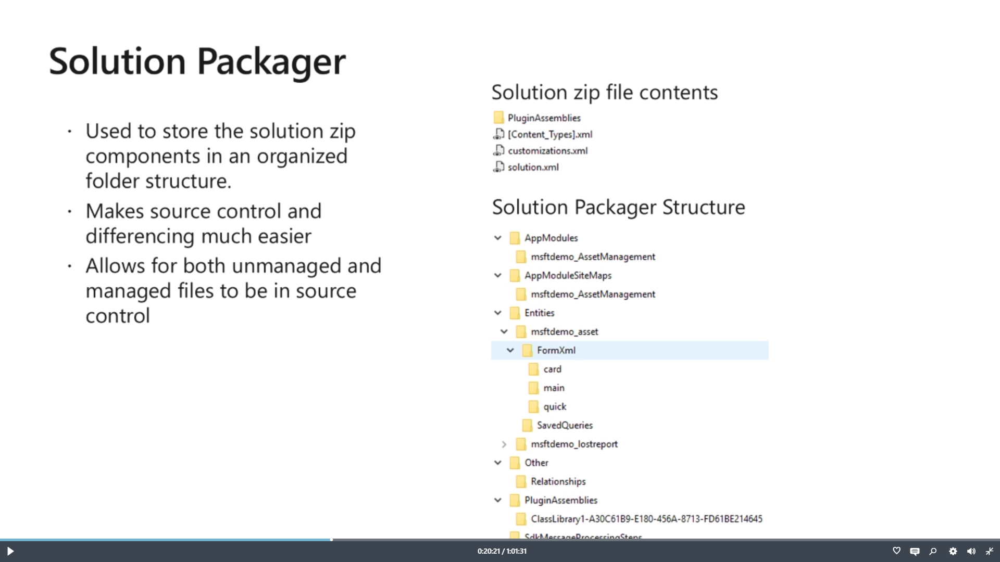 Solution Packager
· Used to store the solution zip
components in an organized
folder structure.
· Makes source control and
differencing much easier
· Allows for both unmanaged and
managed files to be in source
control
Solution zip file contents
PluginAssemblies
[Content_Types].xml
customizations.xml
solution.xml
Solution Packager Structure
AppModules
msftdemo_AssetManagement
AppModuleSiteMaps
msftdemo_AssetManagement
Entities
msftdemo_asset
FormXml
card
main
quick
SavedQueries
msftdemo_lostreport
Other
Relationships
PluginAssemblies
ClassLibrary1-A30C61B9-E180-456A-8713-FD61BE214645
SdkMessageProcessingSteps
0:20:21 / 1:01:31